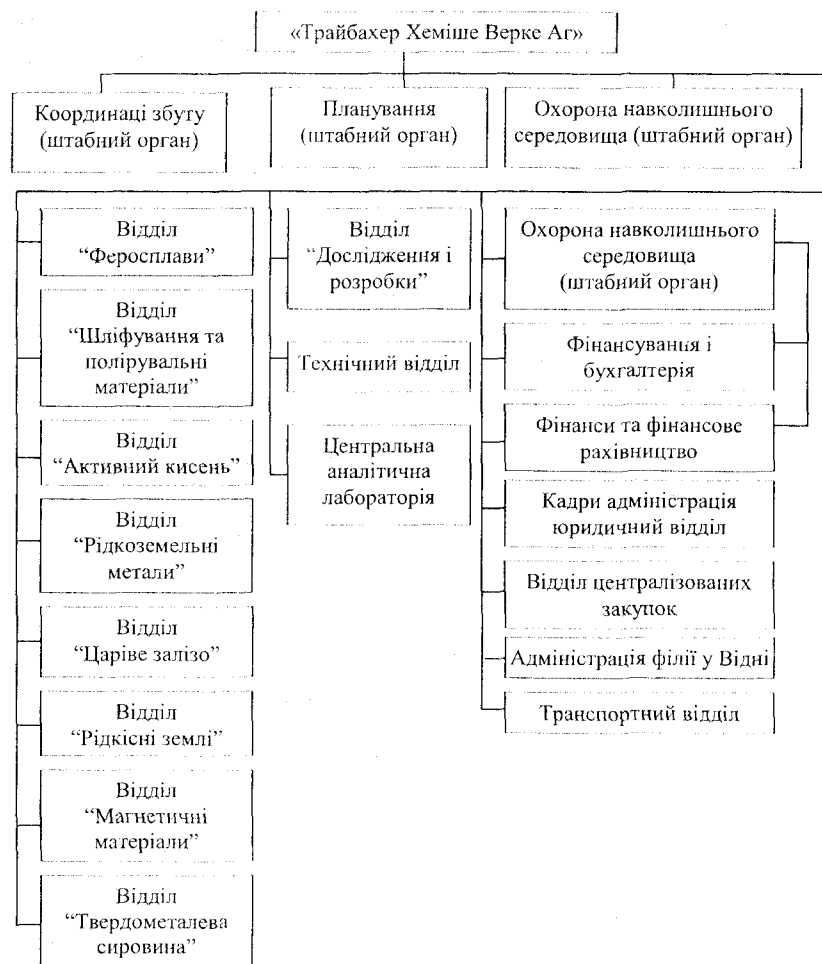 «Трайбахер Хеміше Верке Аг»
Координаці збуту
(штабний орган)
Планування
(штабний орган)
Охорона навколишнього
середовища (штабний орган)
Відділ
“Феросплави”
Відділ
“Шліфування та
полірувальні
матеріали”
Відділ
“Активний кисень”
Відділ
“Рідкоземельні
метали”
Відділ
“Царіве залізо”
Відділ
“Рідкісні землі”
Відділ
“Магнетичні
матеріали”
Відділ
“Твердометалева
сировина”
Відділ
“Дослідження і
розробки”
Технічний відділ
Центральна
аналітична
лабораторія
Охорона навколишнього
середовища
(штабний орган)
Фінансування і
бухгалтерія
Фінанси та фінансове
рахівництво
Кадри адміністрація
юридичний відділ
Відділ централізованих
закупок
Адміністрація філії у Відні
Транспортний відділ